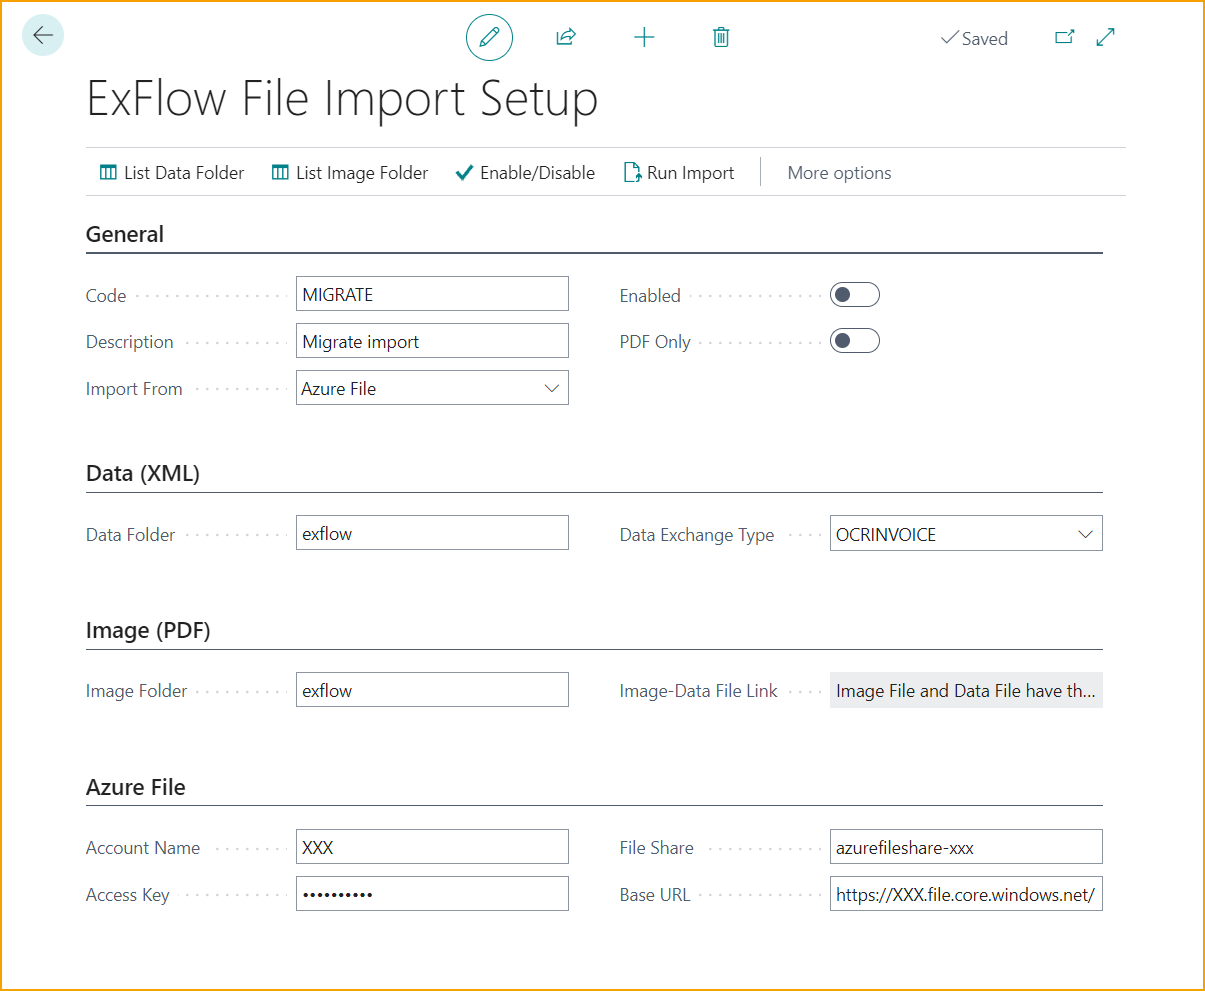 Saved
ExFlow File Import Setup
List Data Folder List Image Folder Enable/Disable Run Import More options
General
Code MIGRATE Enabled
Description Migrate import PDF Only
Import From Azure File
Data (XML)
Data Folder exflow Data Exchange Type OCRINVOICE
Image (PDF)
Image Folder exflow Image-Data File Link Image File and Data File have th...
Azure File
Account Name XXX File Share azurefileshare-xxx
Access Key •••••••••• Base URL https://XXX.file.core.windows.net/